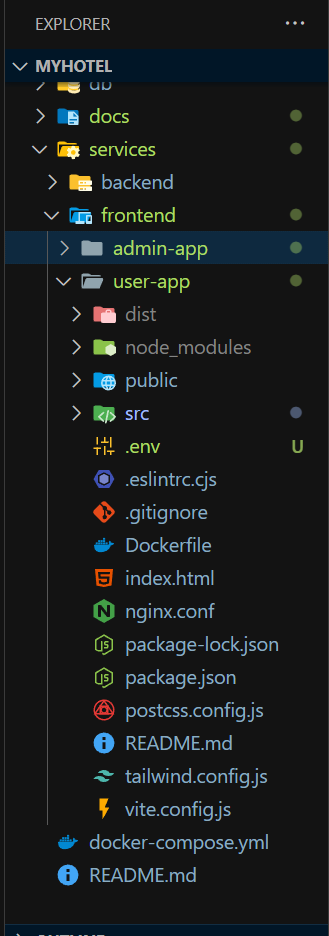 EXPLORER
MYHOTEL
db
docs
services
backend
frontend
admin-app
user-app
dist
node_modules
public
src
.env U
.eslintrc.cjs
.gitignore
Dockerfile
index.html
nginx.conf
package-lock.json
package.json
postcss.config.js
README.md
tailwind.config.js
vite.config.js
docker-compose.yml
README.md